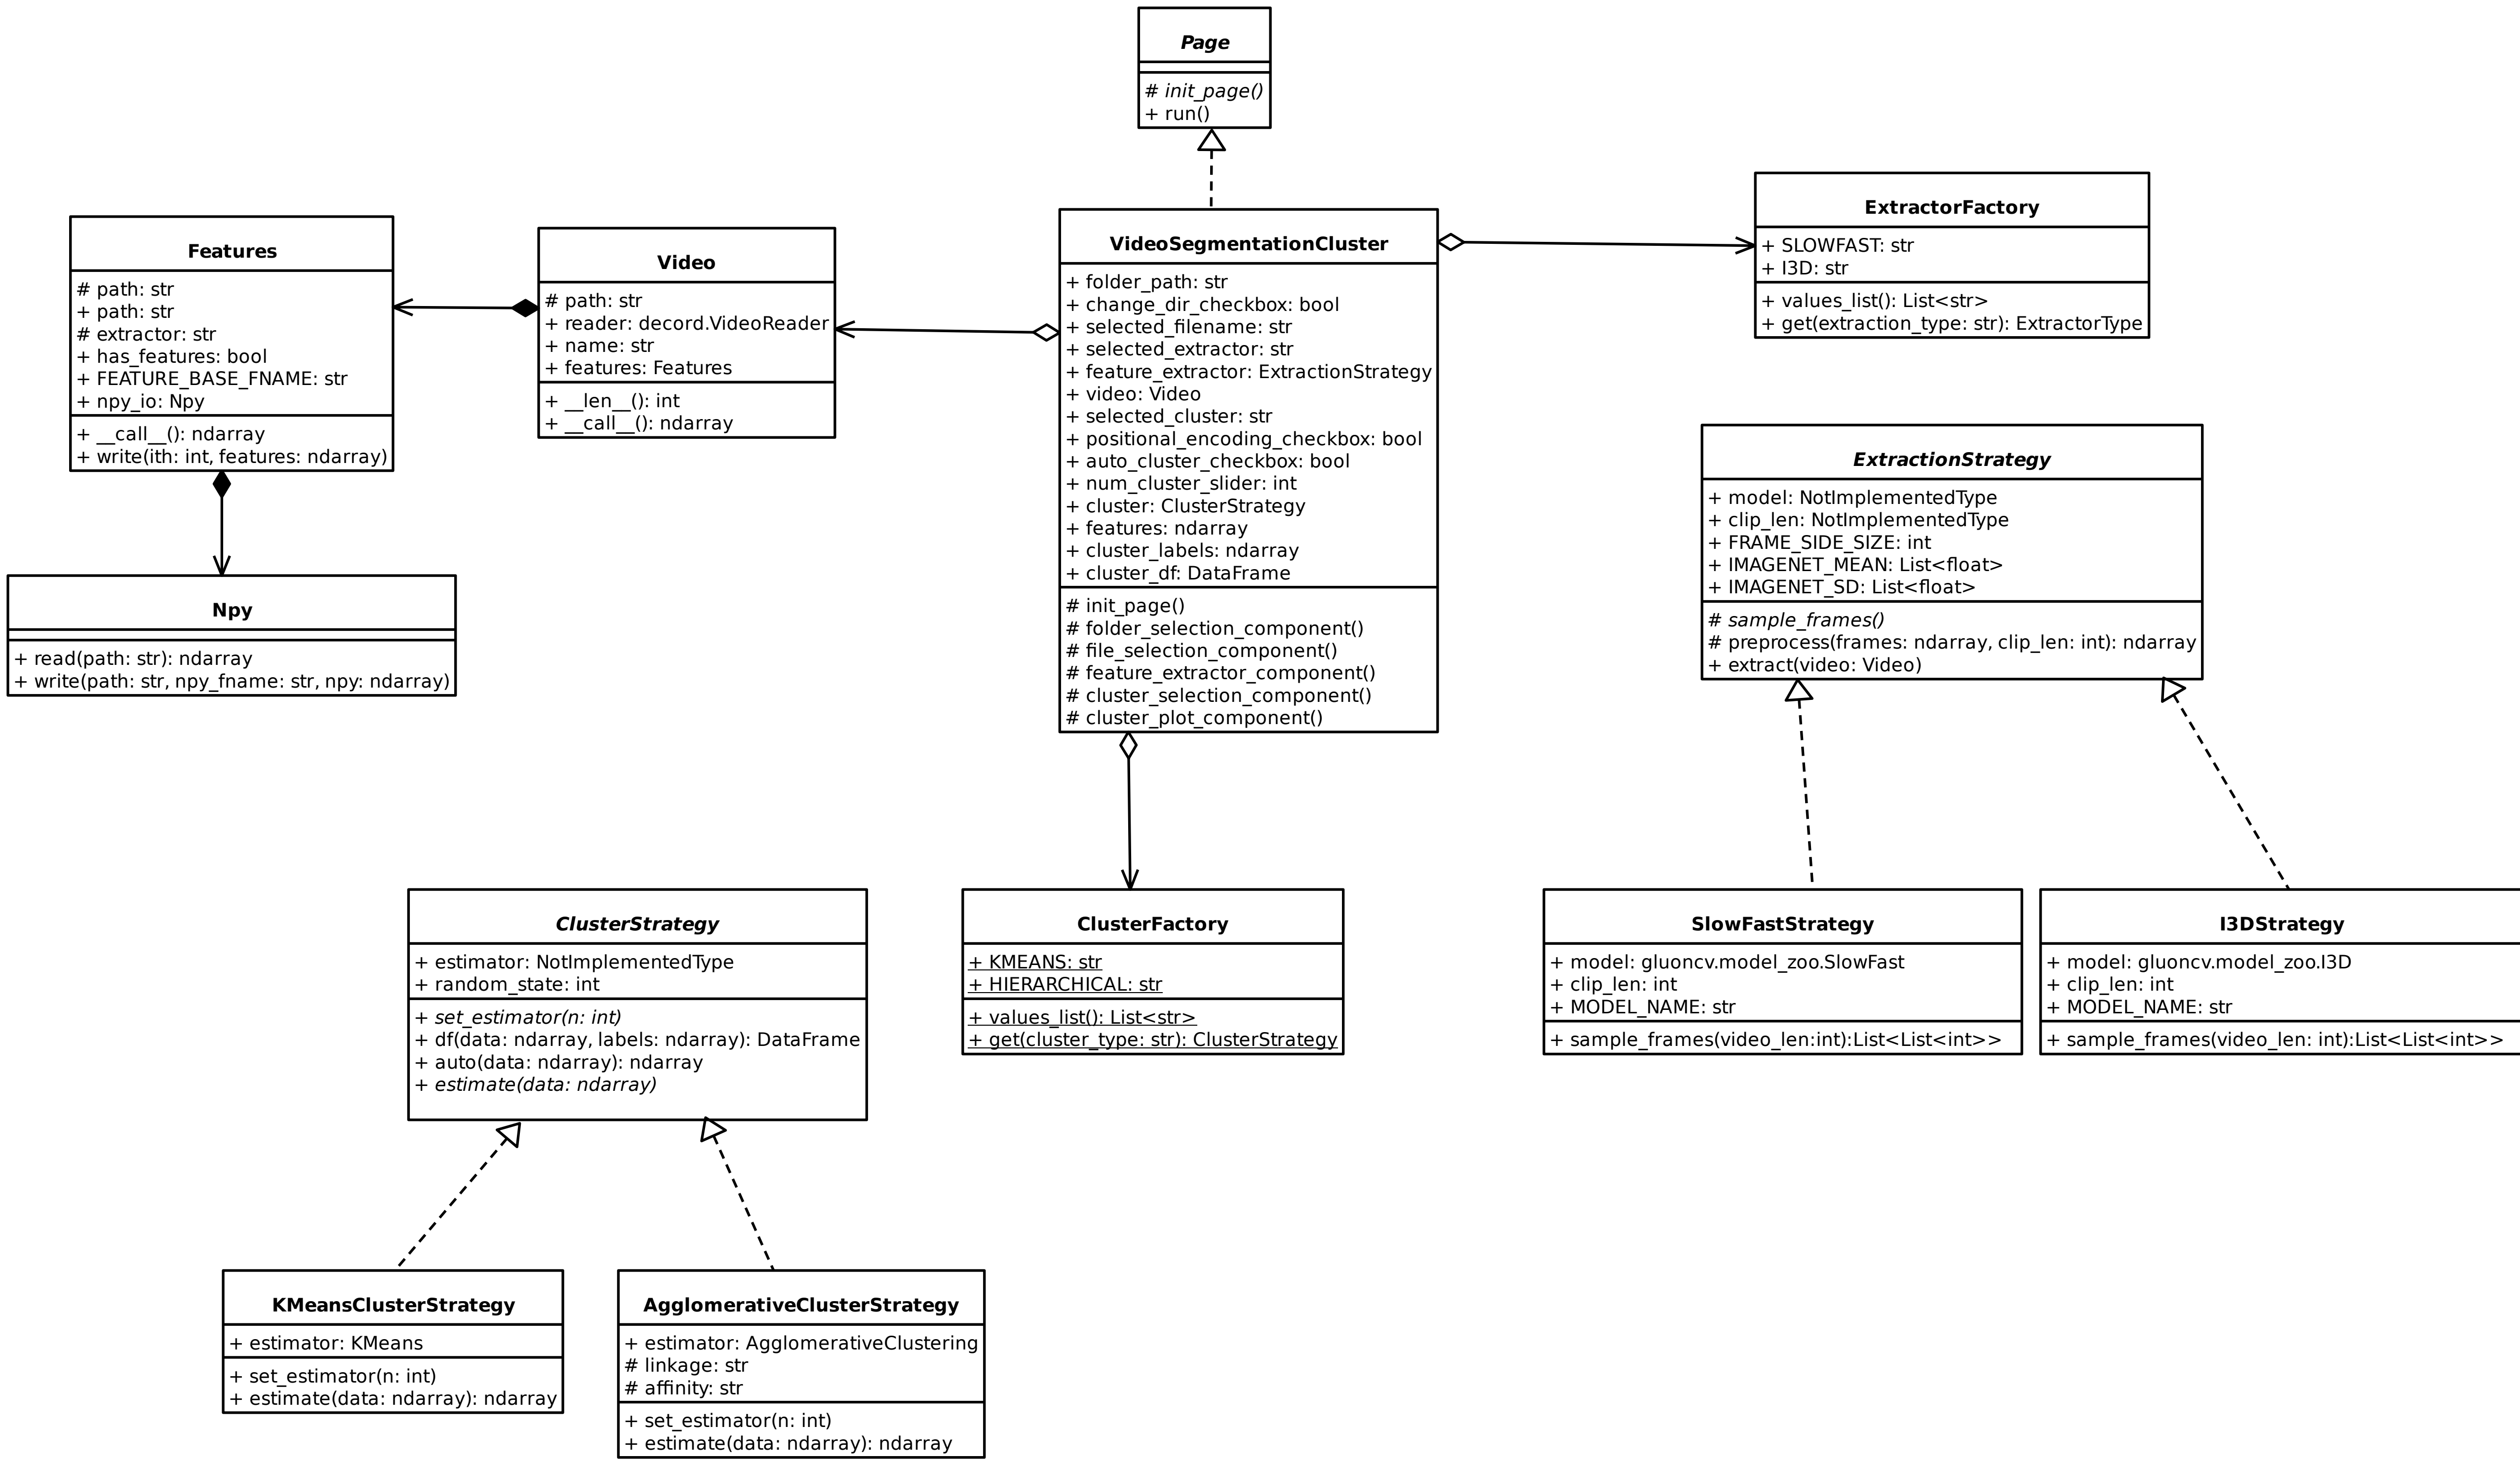 Page
# init_page()
+ run()
Features
# path: str
+ path: str
# extractor: str
+ has_features: bool
+ FEATURE_BASE_FNAME: str
+ npy_io: Npy
+ __call__(): ndarray
+ write(ith: int, features: ndarray)
Video
# path: str
+ reader: decord.VideoReader
+ name: str
+ features: Features
+ __len__(): int
+ __call__(): ndarray
VideoSegmentationCluster
+ folder_path: str
+ change_dir_checkbox: bool
+ selected_filename: str
+ selected_extractor: str
+ feature_extractor: ExtractionStrategy
+ video: Video
+ selected_cluster: str
+ positional_encoding_checkbox: bool
+ auto_cluster_checkbox: bool
+ num_cluster_slider: int
+ cluster: ClusterStrategy
+ features: ndarray
+ cluster_labels: ndarray
+ cluster_df: DataFrame
# init_page()
# folder_selection_component()
# file_selection_component()
# feature_extractor_component()
# cluster_selection_component()
# cluster_plot_component()
ExtractorFactory
+ SLOWFAST: str
+ I3D: str
+ values_list(): List<str>
+ get(extraction_type: str): ExtractorType
ExtractionStrategy
+ model: NotImplementedType
+ clip_len: NotImplementedType
+ FRAME_SIDE_SIZE: int
+ IMAGENET_MEAN: List<float>
+ IMAGENET_SD: List<float>
# sample_frames()
# preprocess(frames: ndarray, clip_len: int): ndarray
+ extract(video: Video)
Npy
+ read(path: str): ndarray
+ write(path: str, npy_fname: str, npy: ndarray)
ClusterStrategy
+ estimator: NotImplementedType
+ random_state: int
+ set_estimator(n: int)
+ df(data: ndarray, labels: ndarray): DataFrame
+ auto(data: ndarray): ndarray
+ estimate(data: ndarray)
ClusterFactory
+ KMEANS: str
+ HIERARCHICAL: str
+ values_list(): List<str>
+ get(cluster_type: str): ClusterStrategy
SlowFastStrategy
+ model: gluoncv.model_zoo.SlowFast
+ clip_len: int
+ MODEL_NAME: str
+ sample_frames(video_len:int):List<List<int>>
I3DStrategy
+ model: gluoncv.model_zoo.I3D
+ clip_len: int
+ MODEL_NAME: str
+ sample_frames(video_len: int):List<List<int>>
KMeansClusterStrategy
+ estimator: KMeans
+ set_estimator(n: int)
+ estimate(data: ndarray): ndarray
AgglomerativeClusterStrategy
+ estimator: AgglomerativeClustering
# linkage: str
# affinity: str
+ set_estimator(n: int)
+ estimate(data: ndarray): ndarray